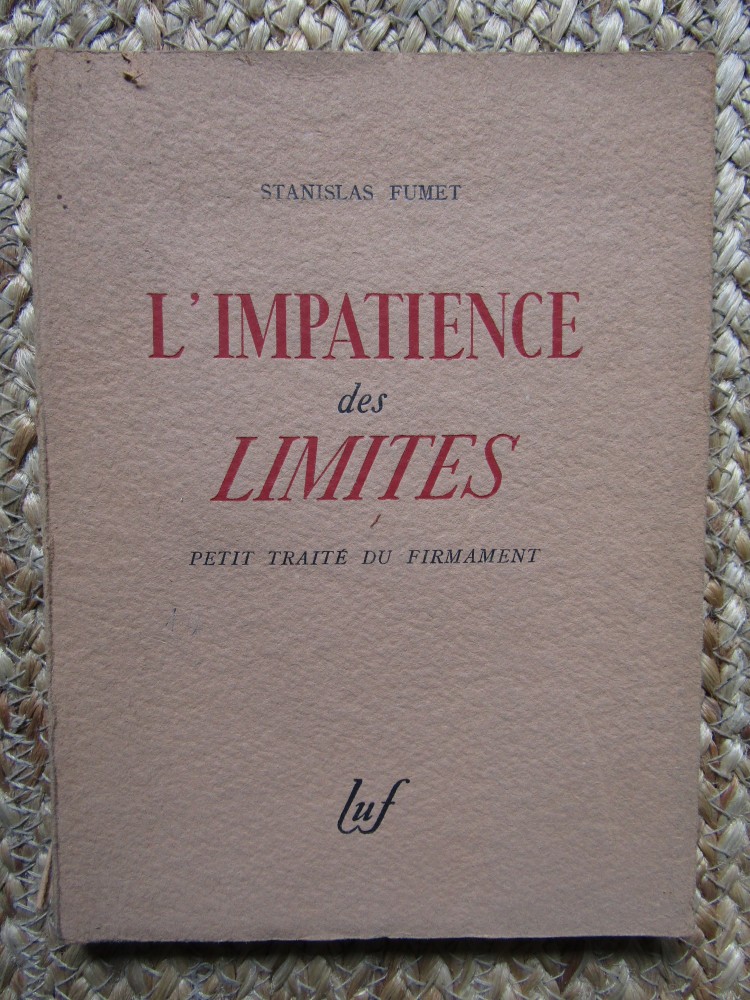 STANISLAS FUMET
L'IMPATIENCE
des
LIMITES
PETIT TRAITÉ DU FIRMAMENT
luf